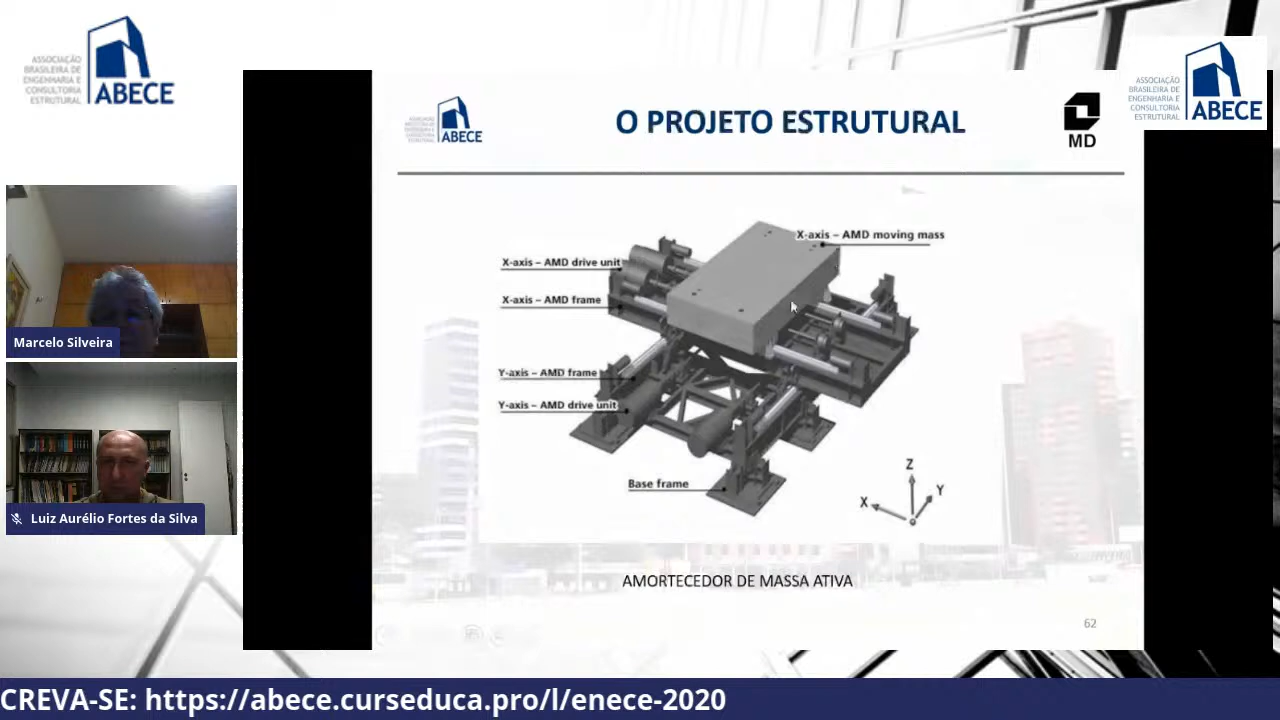 ASSOCIAÇÃO
BRASILEIRA DE
ENGENHARIA E
CONSULTORIA
ESTRUTURAL
ABECE
ASSOCIAÇÃO
BRASILEIRA DE
ENGENHARIA E
CONSULTORIA
ESTRUTURAL
ABECE
ABECE
O PROJETO ESTRUTURAL
MD
X-axis – AMD moving mass
X-axis – AMD drive unit
X-axis – AMD frame
Y-axis – AMD frame
Y-axis – AMD drive unit
Base frame
Z
Y
X
AMORTECEDOR DE MASSA ATIVA
62
Marcelo Silveira
Luiz Aurélio Fortes da Silva
CREVA-SE: https://abece.curseduca.pro/l/enece-2020